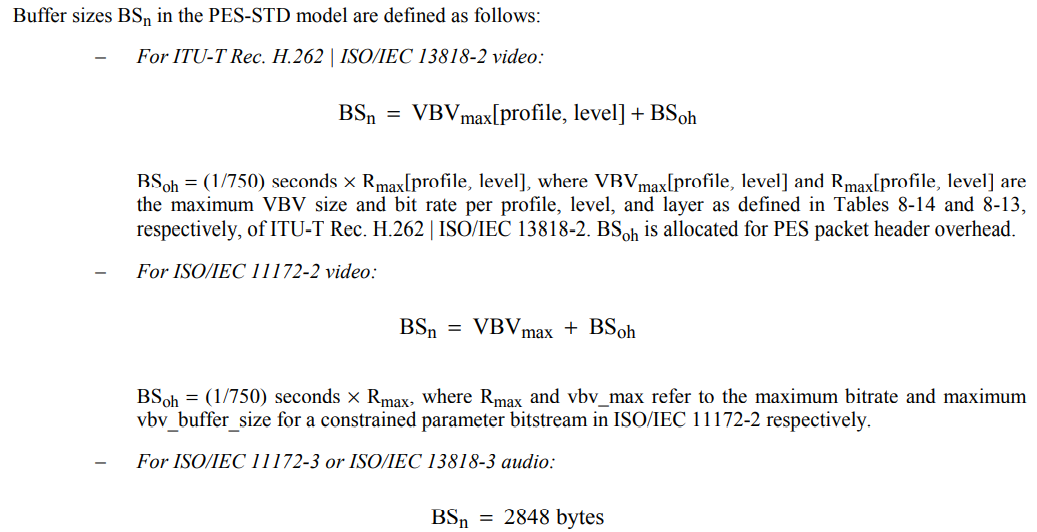 Buffer sizes BSn in the PES-STD model are defined as follows:
– For ITU-T Rec. H.262 | ISO/IEC 13818-2 video:
BSn = VBVmax[profile, level] + BSoh
BSoh = (1/750) seconds × Rmax[profile, level], where VBVmax[profile, level] and Rmax[profile, level] are
the maximum VBV size and bit rate per profile, level, and layer as defined in Tables 8-14 and 8-13,
respectively, of ITU-T Rec. H.262 | ISO/IEC 13818-2. BSoh is allocated for PES packet header overhead.
– For ISO/IEC 11172-2 video:
BSn = VBVmax + BSoh
BSoh = (1/750) seconds × Rmax, where Rmax and vbv_max refer to the maximum bitrate and maximum
vbv_buffer_size for a constrained parameter bitstream in ISO/IEC 11172-2 respectively.
– For ISO/IEC 11172-3 or ISO/IEC 13818-3 audio:
BSn = 2848 bytes